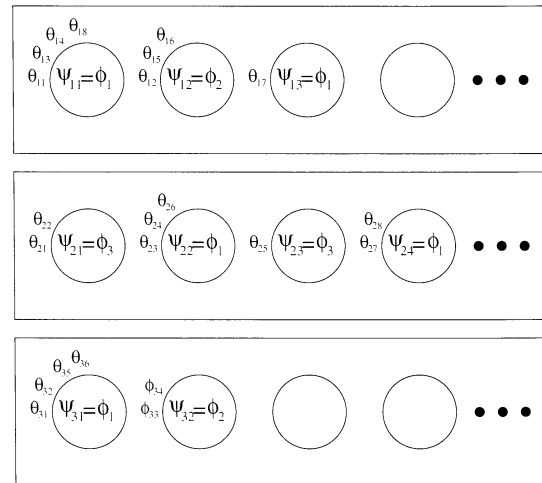 θ₁₄ θ₁₈ θ₁₆
θ₁₃ θ₁₅
θ₁₁ ψ₁₁=ϕ₁ θ₁₂ ψ₁₂=ϕ₂ θ₁₇ ψ₁₃=ϕ₁
θ₂₆
θ₂₂ θ₂₄ θ₂₈
θ₂₁ ψ₂₁=ϕ₃ θ₂₃ ψ₂₂=ϕ₁ θ₂₅ ψ₂₃=ϕ₃ θ₂₇ ψ₂₄=ϕ₁
θ₃₅ θ₃₆
θ₃₂ ϕ₃₄
θ₃₁ ψ₃₁=ϕ₁ ϕ₃₃ ψ₃₂=ϕ₂